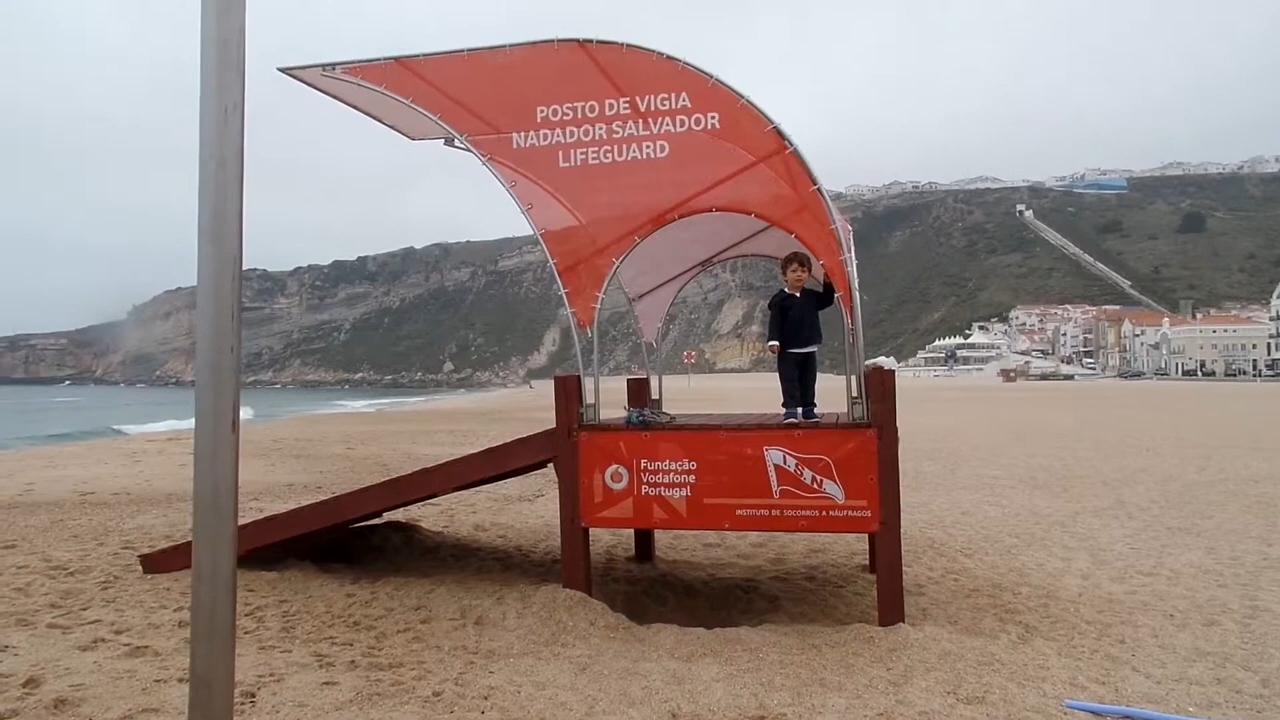 POSTO DE VIGIA
NADADOR SALVADOR
LIFEGUARD
Fundação
Vodafone
Portugal
I.S.N.
INSTITUTO DE SOCORROS A NÁUFRAGOS